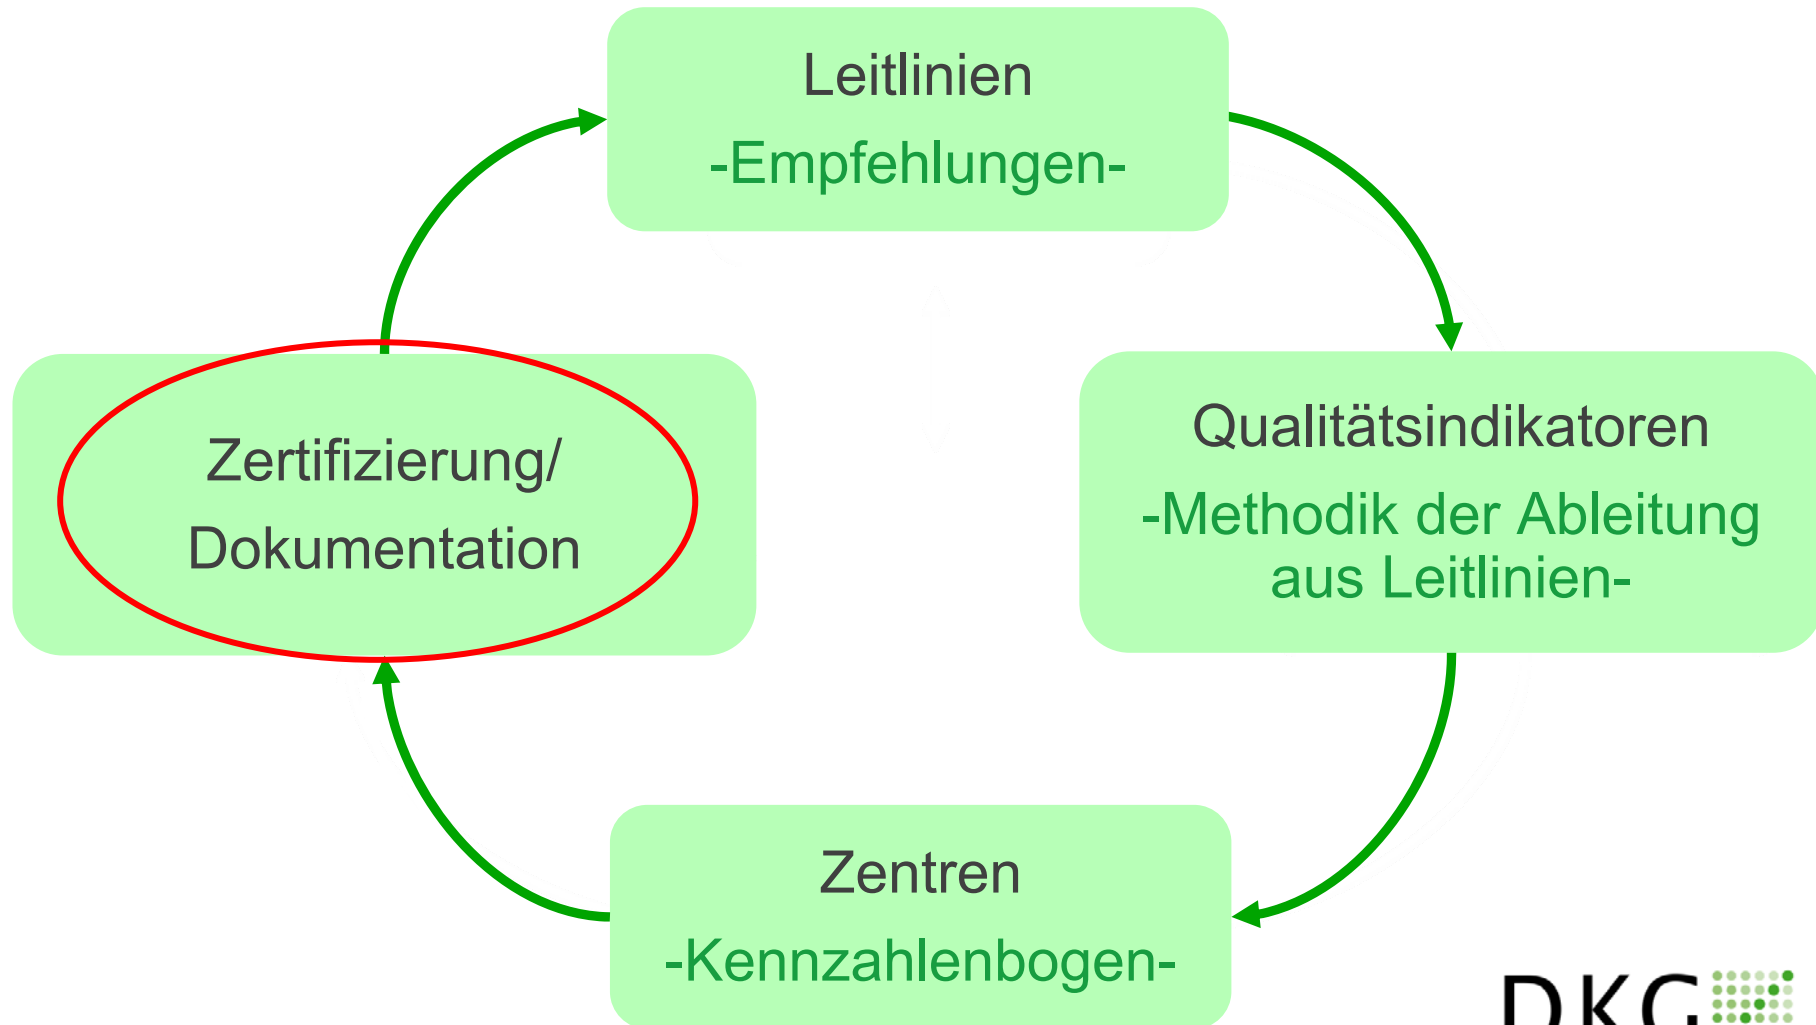 Leitlinien
-Empfehlungen-
Zertifizierung/
Dokumentation
Qualitätsindikatoren
-Methodik der Ableitung
aus Leitlinien-
Zentren
-Kennzahlenbogen-
DKG